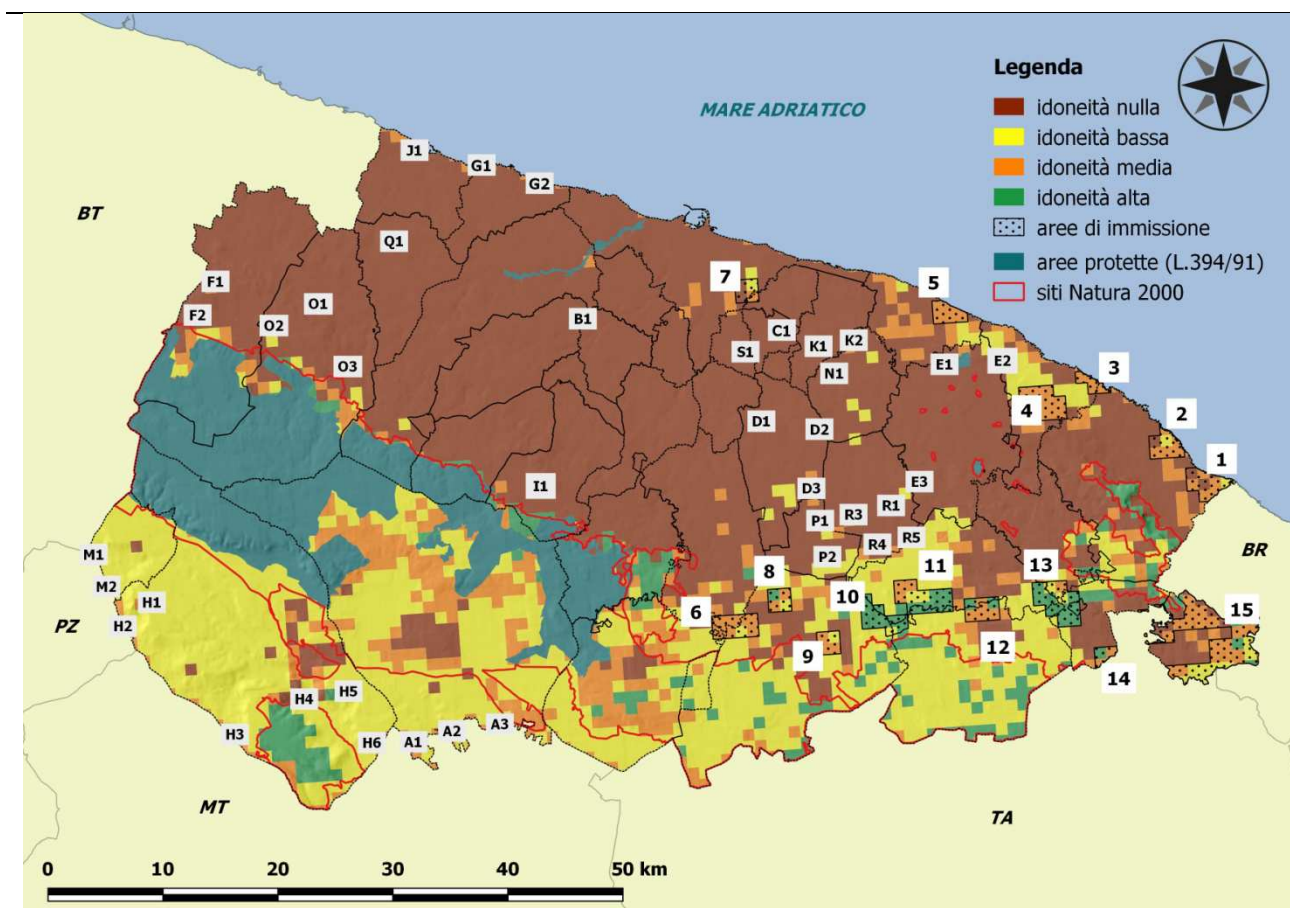 Legenda
idoneità nulla
idoneità bassa
idoneità media
idoneità alta
aree di immissione
aree protette (L.394/91)
siti Natura 2000
MARE ADRIATICO
J1
G1
G2
BT
Q1
F1
7
5
O1
F2
O2
B1
C1
K2
S1
K1
O3
N1
E1
E2
3
4
D1
D2
2
1
I1
D3
E3
R1
P1
R3
R5
R4
P2
M1
BR
8
11
13
M2
H1
10
15
PZ
H2
6
9
12
14
H4
H5
H3
H6
A1
A2
A3
MT
TA
0 10 20 30 40 50 km